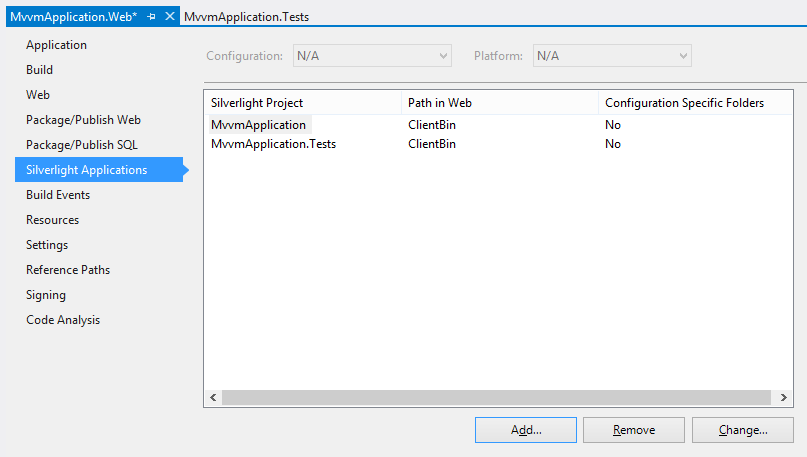 MvvmApplication.Web* MvvmApplication.Tests
Application
Build
Web
Package/Publish Web
Package/Publish SQL
Silverlight Applications
Build Events
Resources
Settings
Reference Paths
Signing
Code Analysis
Configuration: N/A Platform: N/A
Silverlight Project Path in Web Configuration Specific Folders
MvvmApplication ClientBin No
MvvmApplication.Tests ClientBin No
Add... Remove Change...